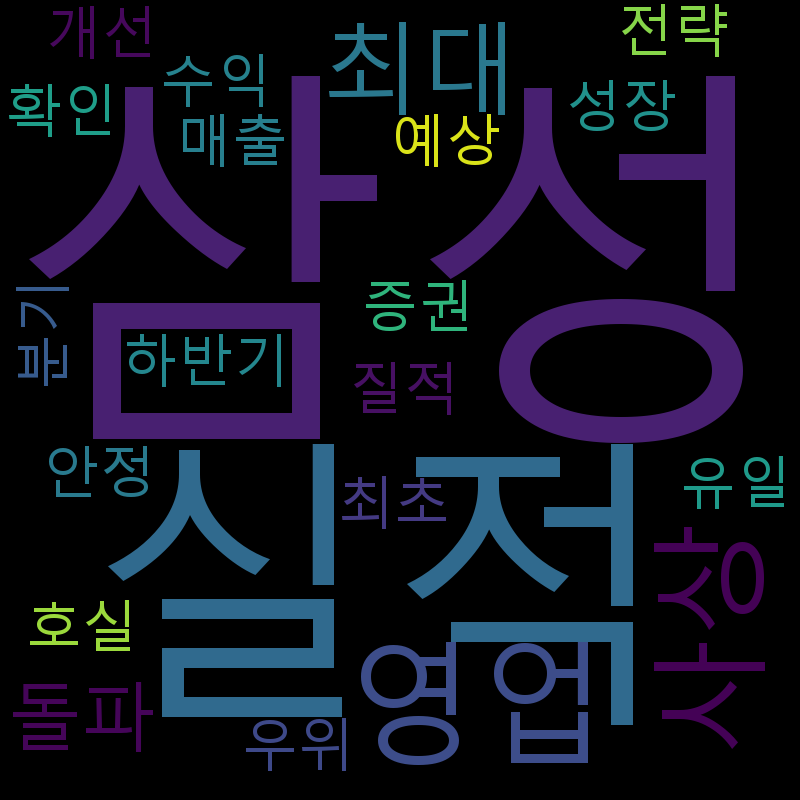 개선
전략
최대
수익
확인
성장
매출
예상
삼성
분기
증권
하반기
질적
안정
실적
최초
유일
사상
호실
영업
돌파
우위